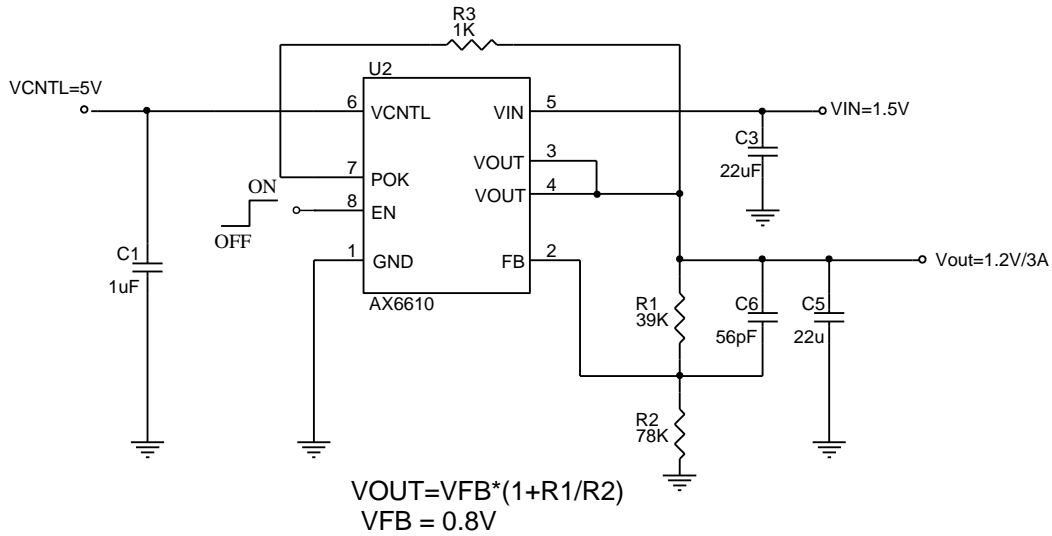 R3
1K
U2
VCNTL=5V
6
VCNTL
VIN
5
VIN=1.5V
C3
22uF
VOUT
3
7
POK
VOUT
4
ON
OFF
8
EN
1
GND
FB
2
Vout=1.2V/3A
C1
1uF
AX6610
R1
39K
C6
56pF
C5
22u
R2
78K
VOUT=VFB*(1+R1/R2)
VFB = 0.8V